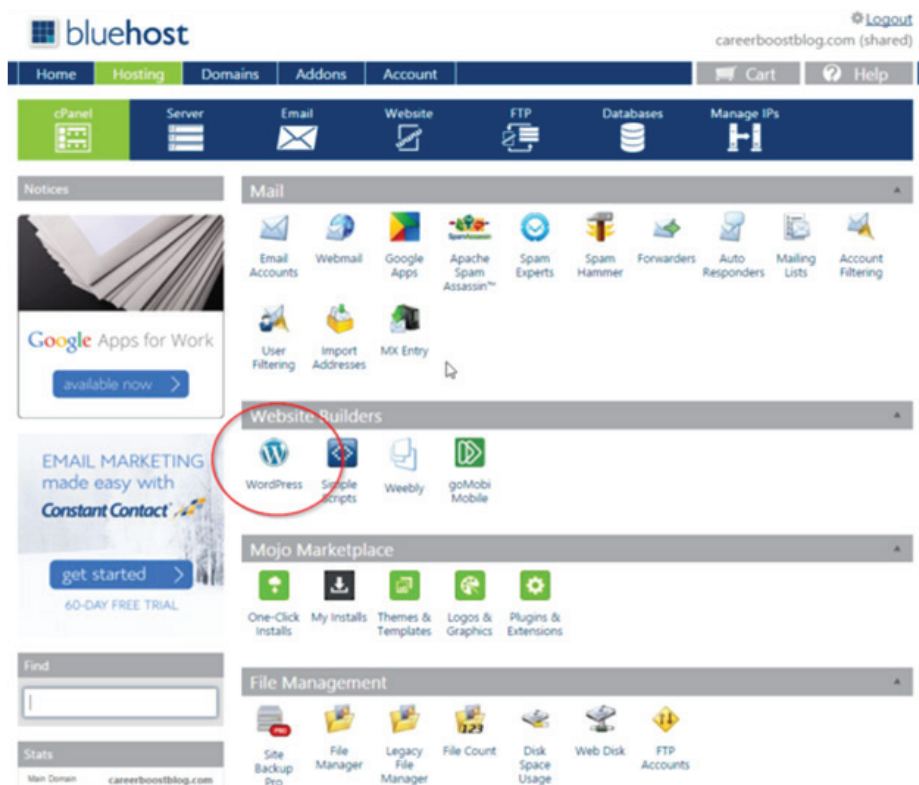 bluehost
Logout
careerboostblog.com (shared)
Home Hosting Domains Addons Account Cart Help
cPanel Server Email Website FTP Databases Manage IPs
Notices
Google Apps for Work
available now
EMAIL MARKETING
made easy with
Constant Contact
get started
60-DAY FREE TRIAL
Find
Stats
Main Domain careerboostblog.com
Mail
Email Accounts
Webmail
Google Apps
Apache Spam Assassin™
Spam Experts
Spam Hammer
Forwarders
Auto Responders
Mailing Lists
Account Filtering
User Filtering
Import Addresses
MX Entry
Website Builders
WordPress
Simple Scripts
Weebly
goMobi Mobile
Mojo Marketplace
One-Click Installs
My Installs
Themes & Templates
Logos & Graphics
Plugins & Extensions
File Management
PRO
Site Backup Pro
File Manager
Legacy File Manager
123
File Count
Disk Space Usage
Web Disk
FTP Accounts